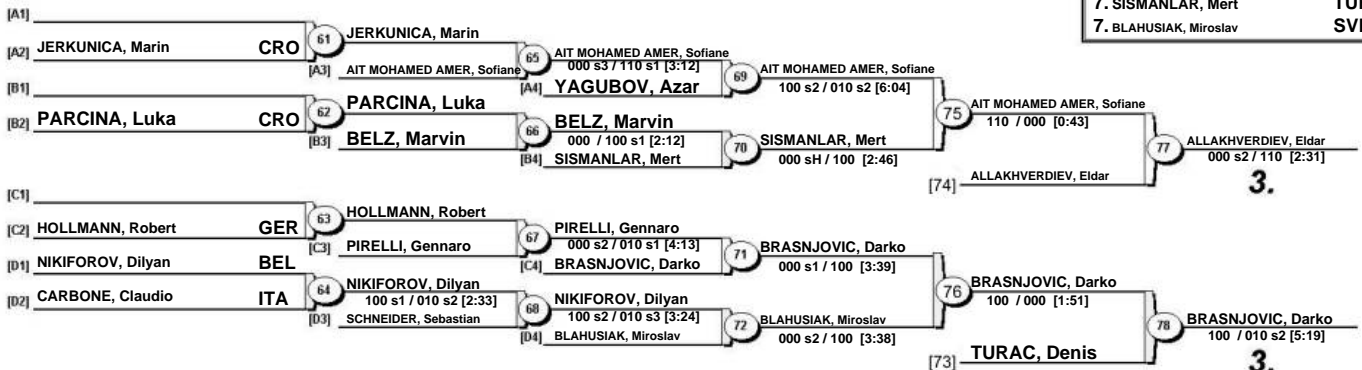 7. SISMANLAR, Mert
7. BLAHUSIAK, Miroslav
[A1]
[A2] JERKUNICA, Marin CRO
61
JERKUNICA, Marin
[A3] AIT MOHAMED AMER, Sofiane
65
AIT MOHAMED AMER, Sofiane
000 s3 / 110 s1 [3:12]
[A4] YAGUBOV, Azar
69
AIT MOHAMED AMER, Sofiane
100 s2 / 010 s2 [6:04]
[B1]
[B2] PARCINA, Luka CRO
62
PARCINA, Luka
[B3] BELZ, Marvin
66
BELZ, Marvin
000 / 100 s1 [2:12]
[B4] SISMANLAR, Mert
70
SISMANLAR, Mert
000 sH / 100 [2:46]
75
AIT MOHAMED AMER, Sofiane
110 / 000 [0:43]
[74] ALLAKHVERDIEV, Eldar
77
ALLAKHVERDIEV, Eldar
000 s2 / 110 [2:31]
3.
[C1]
[C2] HOLLMANN, Robert GER
63
HOLLMANN, Robert
[C3] PIRELLI, Gennaro
67
PIRELLI, Gennaro
000 s2 / 010 s1 [4:13]
[C4] BRASNJOVIC, Darko
71
BRASNJOVIC, Darko
000 s1 / 100 [3:39]
[D1] NIKIFOROV, Dilyan BEL
[D2] CARBONE, Claudio ITA
64
NIKIFOROV, Dilyan
100 s1 / 010 s2 [2:33]
[D3] SCHNEIDER, Sebastian
68
NIKIFOROV, Dilyan
100 s2 / 010 s3 [3:24]
[D4] BLAHUSIAK, Miroslav
72
BLAHUSIAK, Miroslav
000 s2 / 100 [3:38]
76
BRASNJOVIC, Darko
100 / 000 [1:51]
[73] TURAC, Denis
78
BRASNJOVIC, Darko
100 / 010 s2 [5:19]
3.